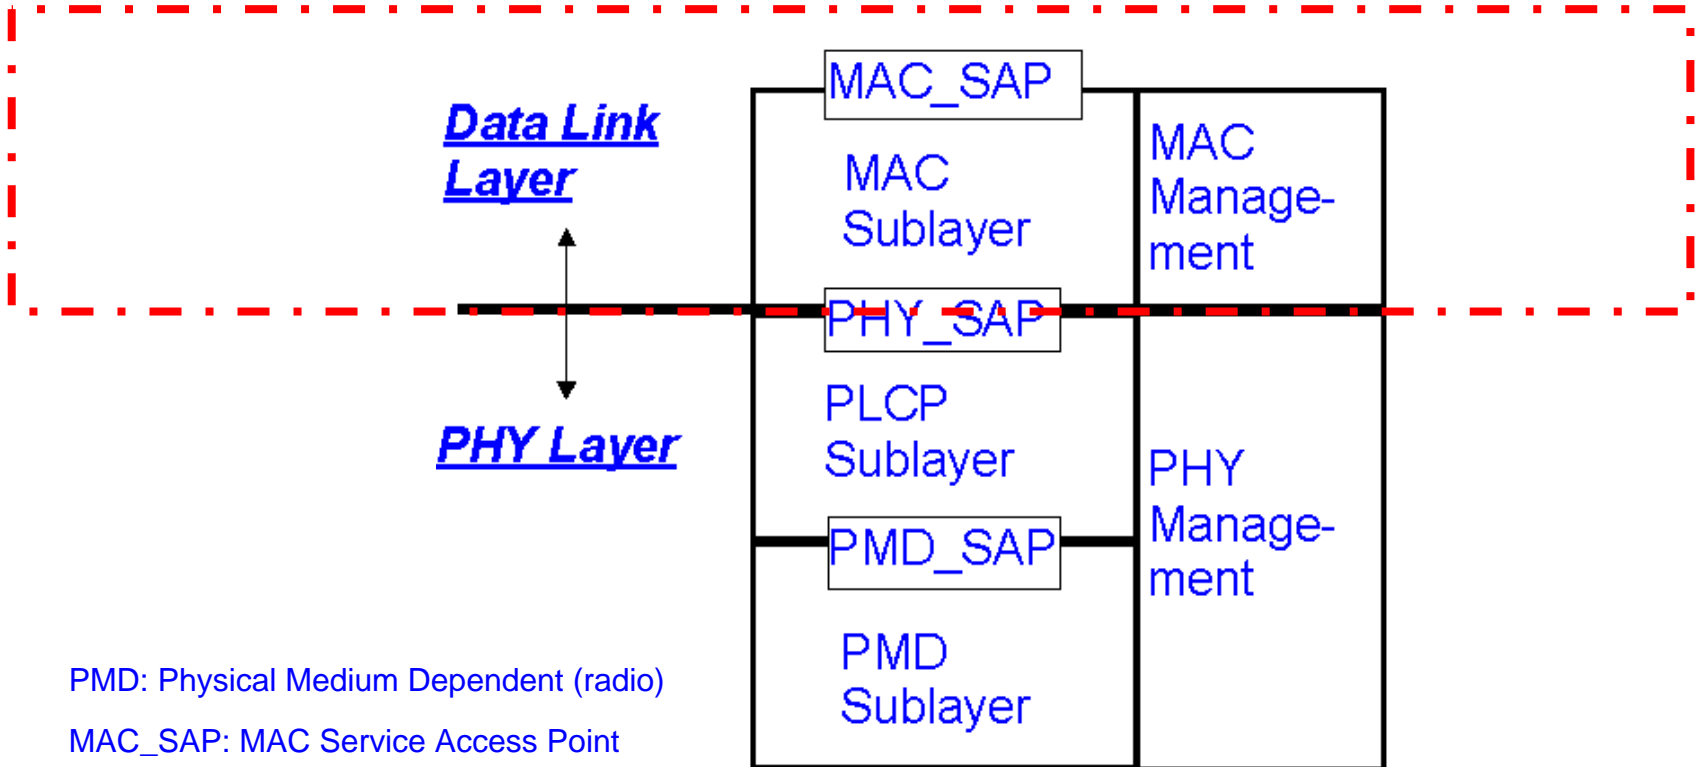 MAC_SAP
Data Link
Layer
MAC
Sublayer
MAC
Manage-
ment
PHY_SAP
PHY Layer
PLCP
Sublayer
PHY
Manage-
ment
PMD_SAP
PMD
Sublayer
PMD: Physical Medium Dependent (radio)
MAC_SAP: MAC Service Access Point